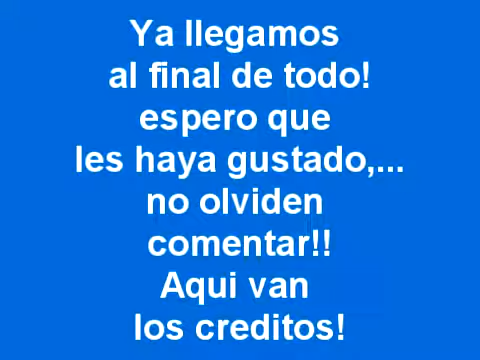 Ya llegamos
al final de todo!
espero que
les haya gustado,...
no olviden
comentar!!
Aqui van
los creditos!